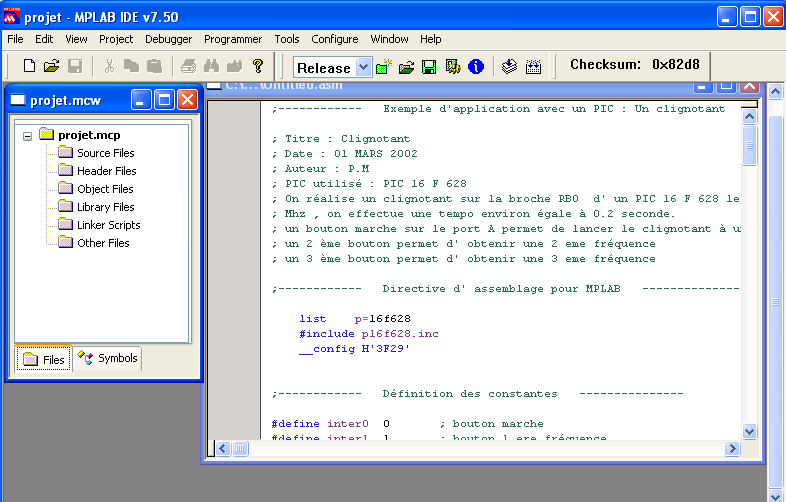 projet - MPLAB IDE v7.50
File Edit View Project Debugger Programmer Tools Configure Window Help
Release Checksum: 0x82d8
projet.mcw
projet.mcp
Source Files
Header Files
Object Files
Library Files
Linker Scripts
Other Files
Files Symbols
C:\...\Untitled.asm
;------------ Exemple d'application avec un PIC : Un clignotant
; Titre : Clignotant
; Date : 01 MARS 2002
; Auteur : P.M
; PIC utilisé : PIC 16 F 628
; On réalise un clignotant sur la broche RB0 d' un PIC 16 F 628 le
; Mhz , on effectue une tempo environ égale à 0.2 seconde.
; un bouton marche sur le port A permet de lancer le clignotant à u
; un 2 ème bouton permet d' obtenir une 2 eme fréquence
; un 3 ème bouton permet d' obtenir une 3 eme fréquence
;------------ Directive d' assemblage pour MPLAB --------------
list p=16f628
#include p16f628.inc
__config H'3F29'
;------------ Définition des constantes ---------------
#define inter0 0 ; bouton marche
#define inter1 1 ; bouton 1 ere fréquence